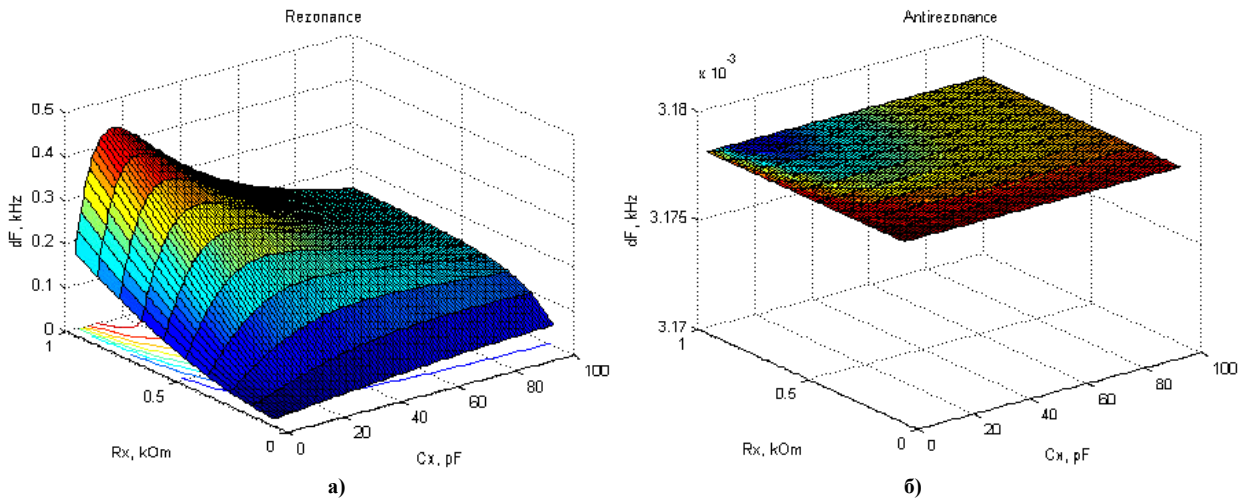 Rezonance
0.5
0.4
0.3
0.2
0.1
0
dF, kHz
1
0.5
0
Rx, kOm
0
20
40
60
80
100
Cx, pF
а)
Antirezonance
x 10^-3
3.18
3.175
3.17
dF, kHz
1
0.5
0
Rx, kOm
0
20
40
60
80
100
Cx, pF
б)